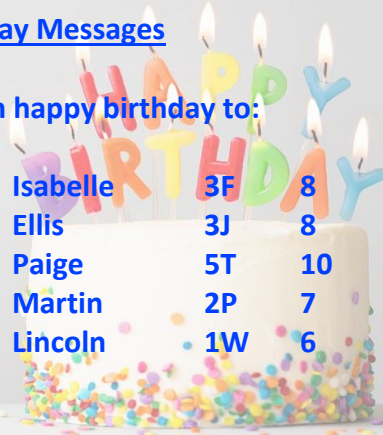 ay Messages
h happy birthday to:
HAPPY
BIRTHDAY
Isabelle 3F 8
Ellis 3J 8
Paige 5T 10
Martin 2P 7
Lincoln 1W 6